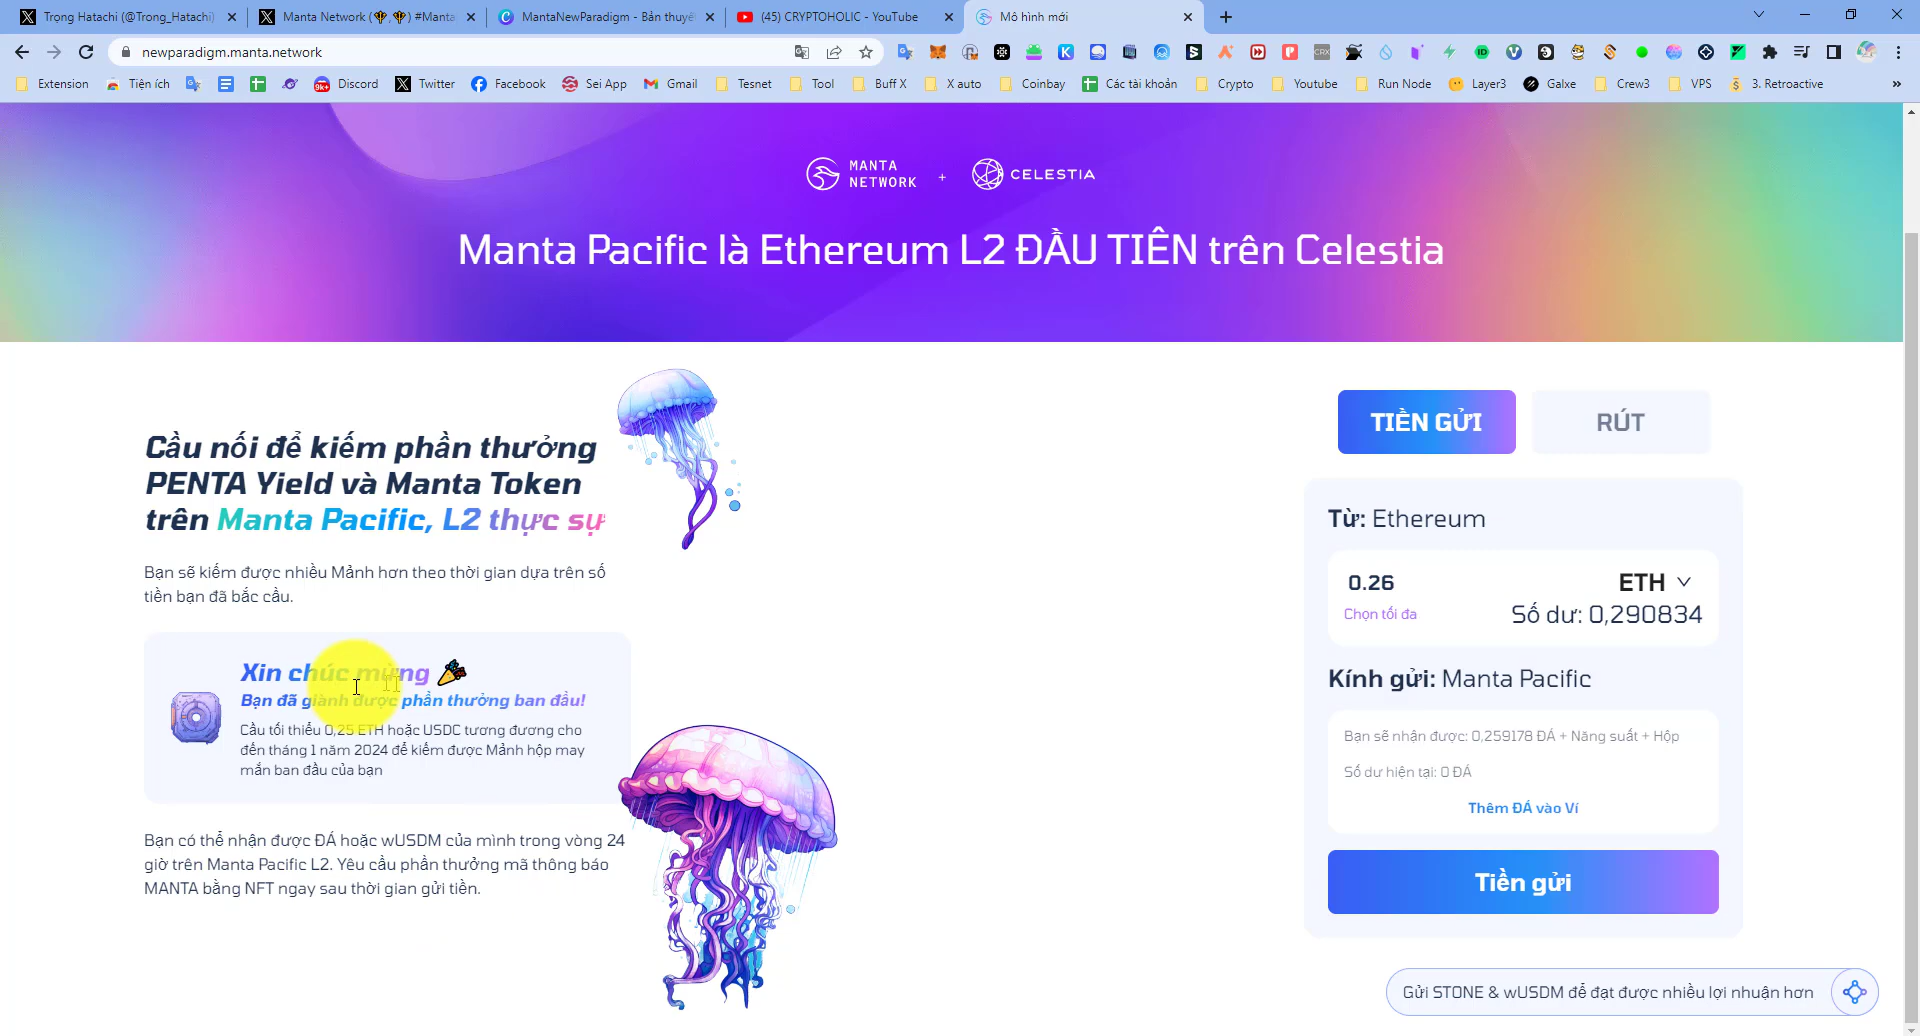 Trọng Hatachi (@Trong_Hatachi)
Manta Network (🔱,🔱) #Manta
MantaNewParadigm - Bản thuyế
(45) CRYPTOHOLIC - YouTube
Mô hình mới
newparadigm.manta.network
Extension
Tiện ích
9K+
Discord
Twitter
Facebook
Sei App
Gmail
Tesnet
Tool
Buff X
X auto
Coinbay
Các tài khoản
Crypto
Youtube
Run Node
Layer3
Galxe
Crew3
VPS
3. Retroactive
MANTA
NETWORK
+
CELESTIA
Manta Pacific là Ethereum L2 ĐẦU TIÊN trên Celestia
Cầu nối để kiếm phần thưởng
PENTA Yield và Manta Token
trên Manta Pacific, L2 thực sự
Bạn sẽ kiếm được nhiều Mảnh hơn theo thời gian dựa trên số
tiền bạn đã bắc cầu.
Xin chúc mừng
Bạn đã giành được phần thưởng ban đầu!
Cầu tối thiểu 0,25 ETH hoặc USDC tương đương cho
đến tháng 1 năm 2024 để kiếm được Mảnh hộp may
mắn ban đầu của bạn
Bạn có thể nhận được ĐÁ hoặc wUSDM của mình trong vòng 24
giờ trên Manta Pacific L2. Yêu cầu phần thưởng mã thông báo
MANTA bằng NFT ngay sau thời gian gửi tiền.
TIỀN GỬI
RÚT
Từ: Ethereum
0.26
ETH
Chọn tối đa
Số dư: 0,290834
Kính gửi: Manta Pacific
Bạn sẽ nhận được: 0,259178 ĐÁ + Năng suất + Hộp
Số dư hiện tại: 0 ĐÁ
Thêm ĐÁ vào Ví
Tiền gửi
Gửi STONE & wUSDM để đạt được nhiều lợi nhuận hơn